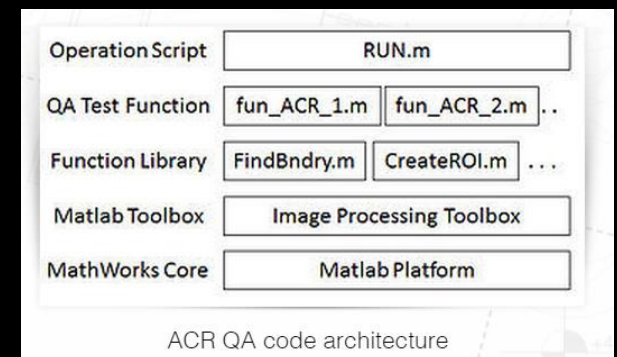 Operation Script RUN.m
QA Test Function fun_ACR_1.m fun_ACR_2.m . .
Function Library FindBndry.m CreateROI.m . . .
Matlab Toolbox Image Processing Toolbox
MathWorks Core Matlab Platform
ACR QA code architecture